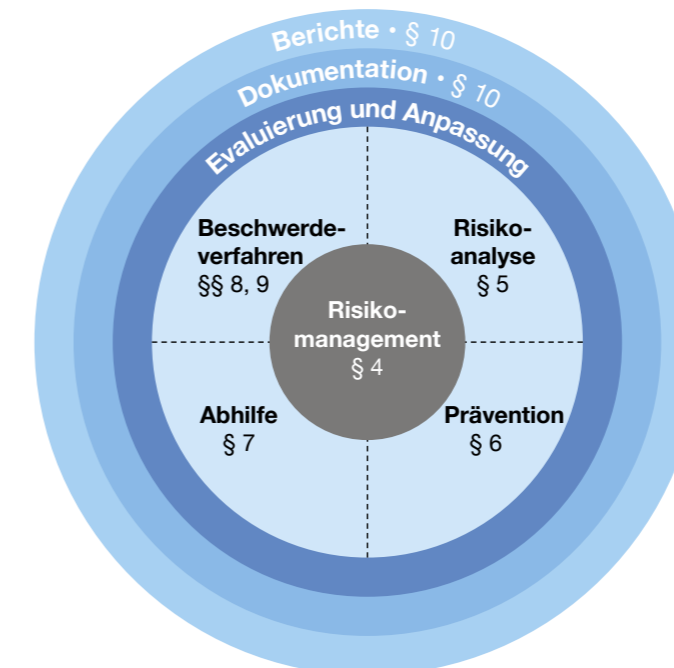 Berichte • § 10
Dokumentation • § 10
Evaluierung und Anpassung
Beschwerde-
verfahren
§§ 8, 9
Risiko-
analyse
§ 5
Risiko-
management
§ 4
Abhilfe
§ 7
Prävention
§ 6